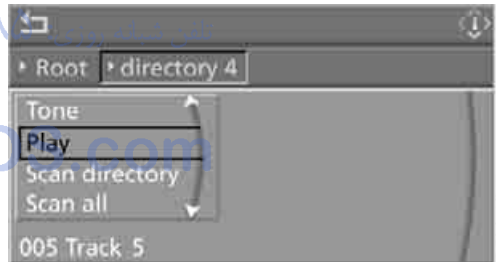 Root directory 4
Tone
Play
Scan directory
Scan all
005 Track 5